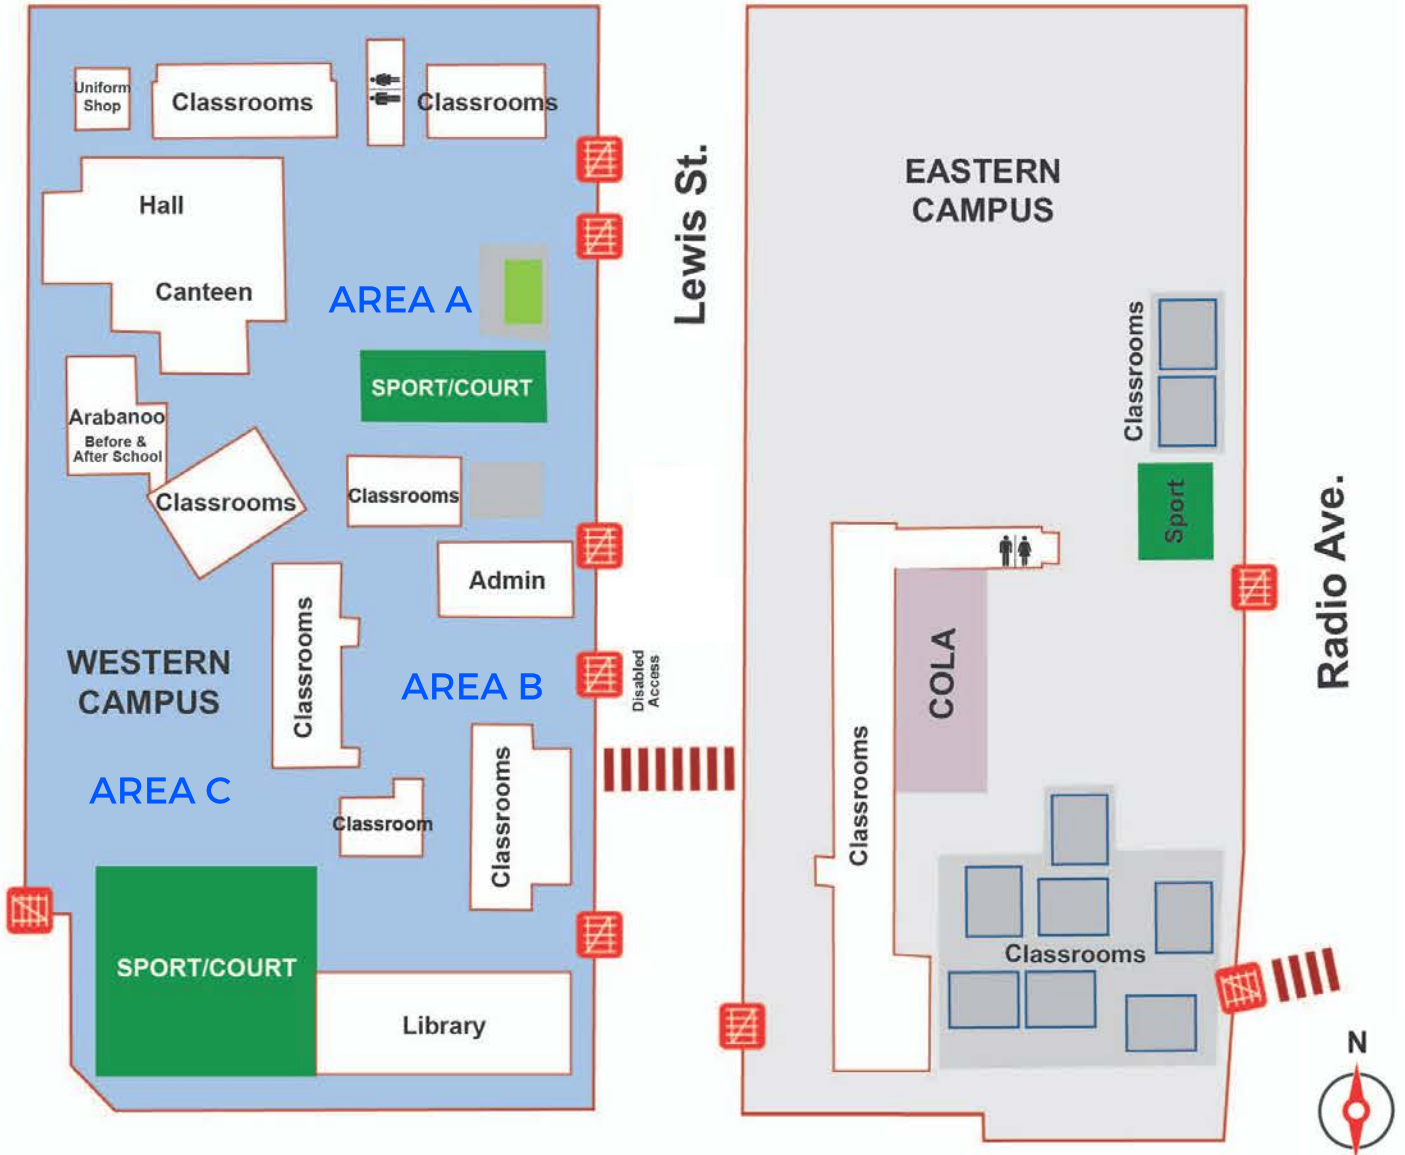 Uniform
Shop
Classrooms
Classrooms
Hall
Canteen
AREA A
SPORT/COURT
Arabanoo
Before &
After School
Classrooms
Classrooms
Admin
Classrooms
WESTERN
CAMPUS
AREA B
Disabled
Access
AREA C
Classroom
Classrooms
SPORT/COURT
Library
Lewis St.
EASTERN
CAMPUS
Classrooms
Sport
COLA
Classrooms
Classrooms
Radio Ave.
N